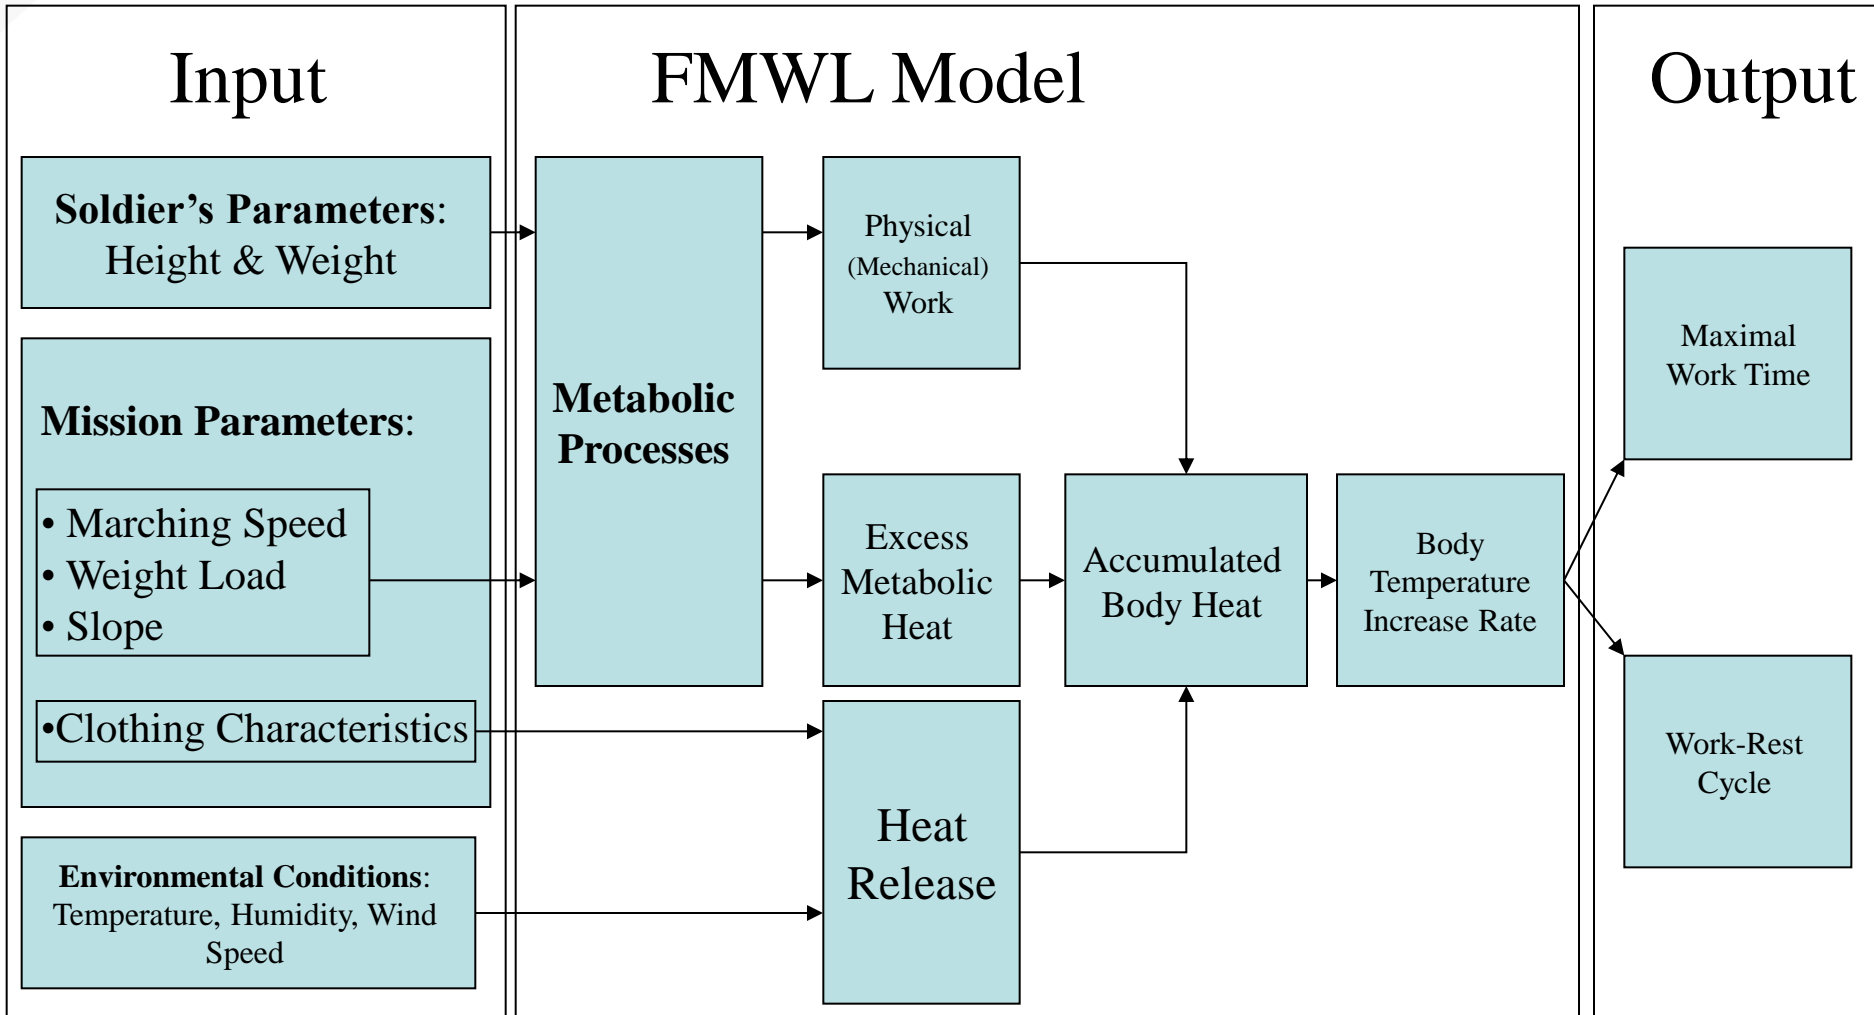 Input
Soldier’s Parameters:
Height & Weight
Mission Parameters:
• Marching Speed
• Weight Load
• Slope
•Clothing Characteristics
Environmental Conditions:
Temperature, Humidity, Wind
Speed
FMWL Model
Metabolic
Processes
Physical
(Mechanical)
Work
Excess
Metabolic
Heat
Heat
Release
Accumulated
Body Heat
Body
Temperature
Increase Rate
Output
Maximal
Work Time
Work-Rest
Cycle